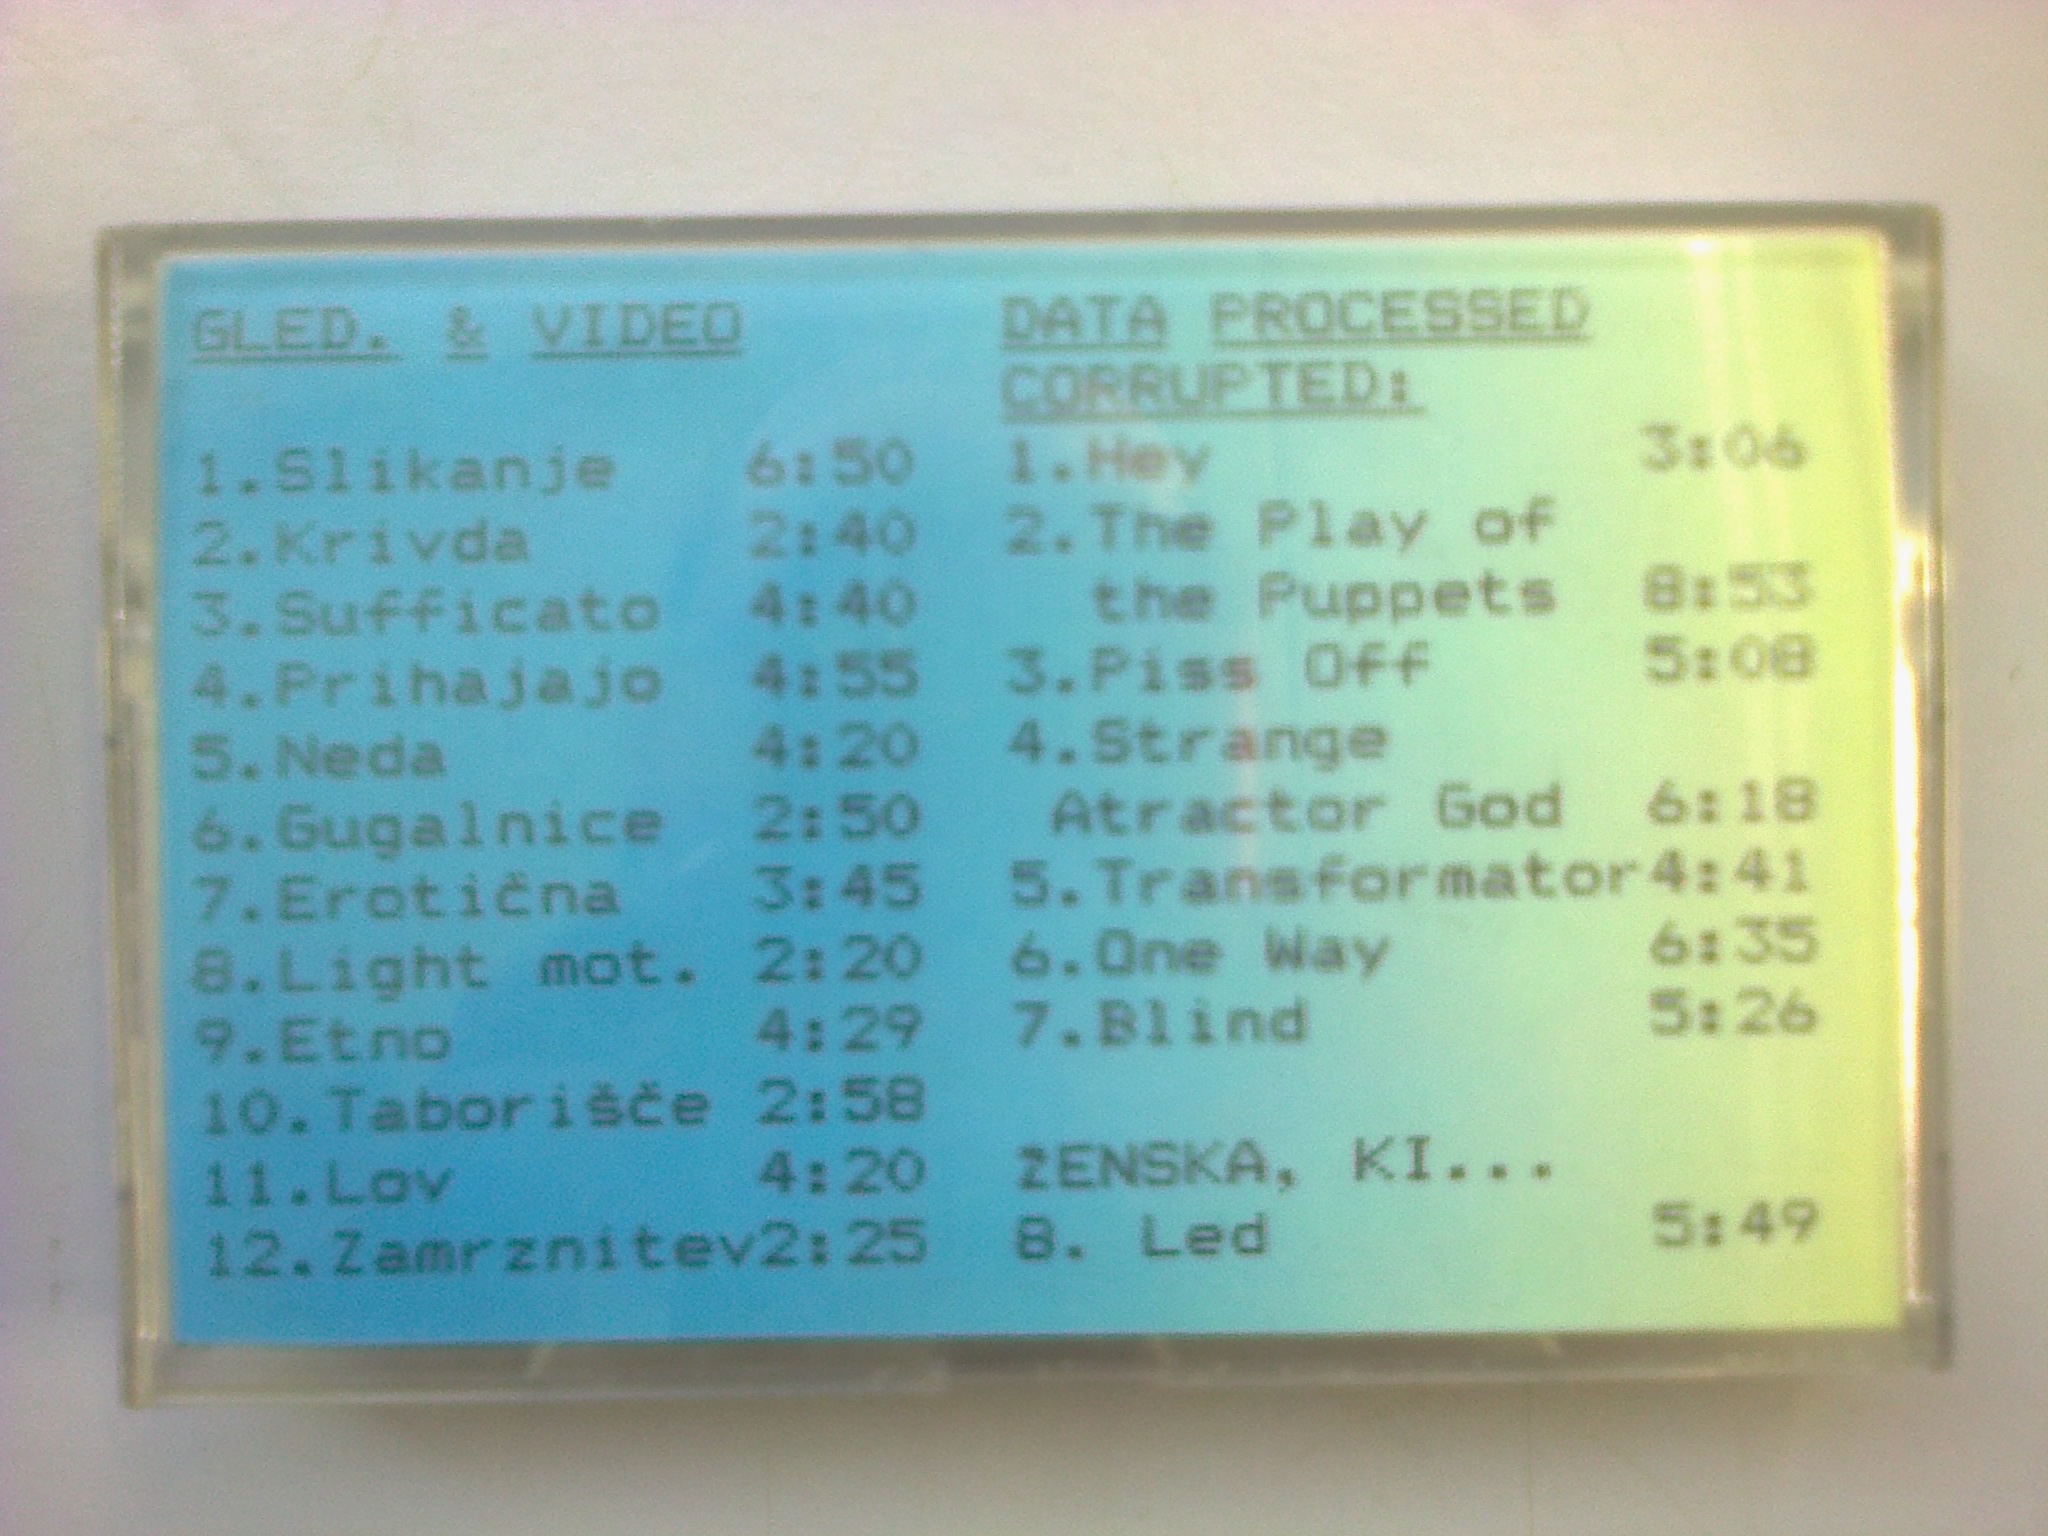 GLED. & VIDEO
1.Slikanje 6:50
2.Krivda 2:40
3.Sufficato 4:40
4.Prihajajo 4:55
5.Neda 4:20
6.Gugalnice 2:50
7.Erotična 3:45
8.Light mot. 2:20
9.Etno 4:29
10.Taborišče 2:58
11.Lov 4:20
12.Zamrznitev2:25
DATA PROCESSED
CORRUPTED:
1.Hey 3:06
2.The Play of
the Puppets 8:53
3.Piss Off 5:08
4.Strange
Atractor God 6:18
5.Transformator4:41
6.One Way 6:35
7.Blind 5:26
ŽENSKA, KI...
8. Led 5:49